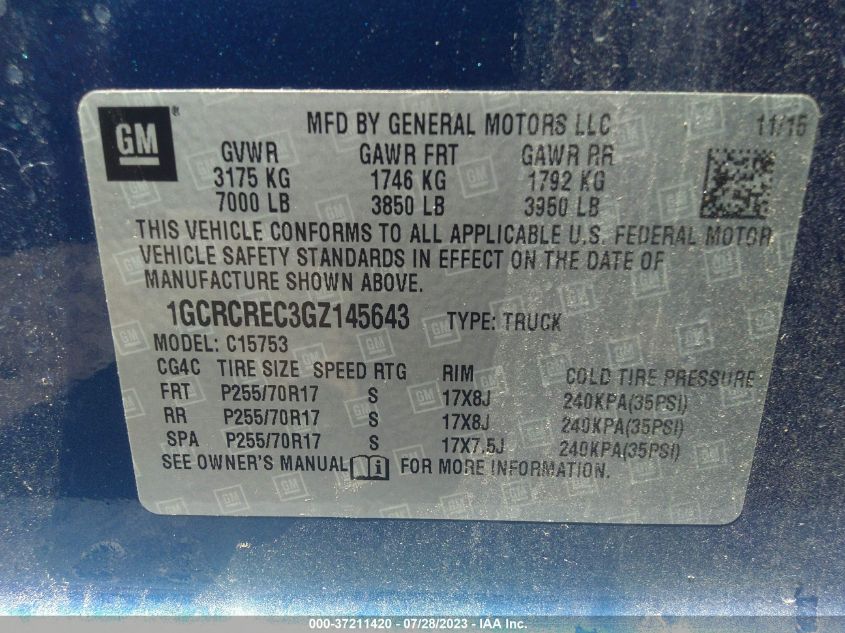 GM ®
MFD BY GENERAL MOTORS LLC 11/15
GVWR GAWR FRT GAWR RR
3175 KG 1746 KG 1792 KG
7000 LB 3850 LB 3950 LB
THIS VEHICLE CONFORMS TO ALL APPLICABLE U.S. FEDERAL MOTOR
VEHICLE SAFETY STANDARDS IN EFFECT ON THE DATE OF
MANUFACTURE SHOWN ABOVE.
1GCRCREC3GZ145643 TYPE: TRUCK
MODEL: C15753
CG4C TIRE SIZE SPEED RTG RIM COLD TIRE PRESSURE
FRT P255/70R17 S 17X8J 240KPA(35PSI)
RR P255/70R17 S 17X8J 240KPA(35PSI)
SPA P255/70R17 S 17X7.5J 240KPA(35PSI)
SEE OWNER'S MANUAL FOR MORE INFORMATION.
000-37211420 - 07/28/2023 - IAA Inc.